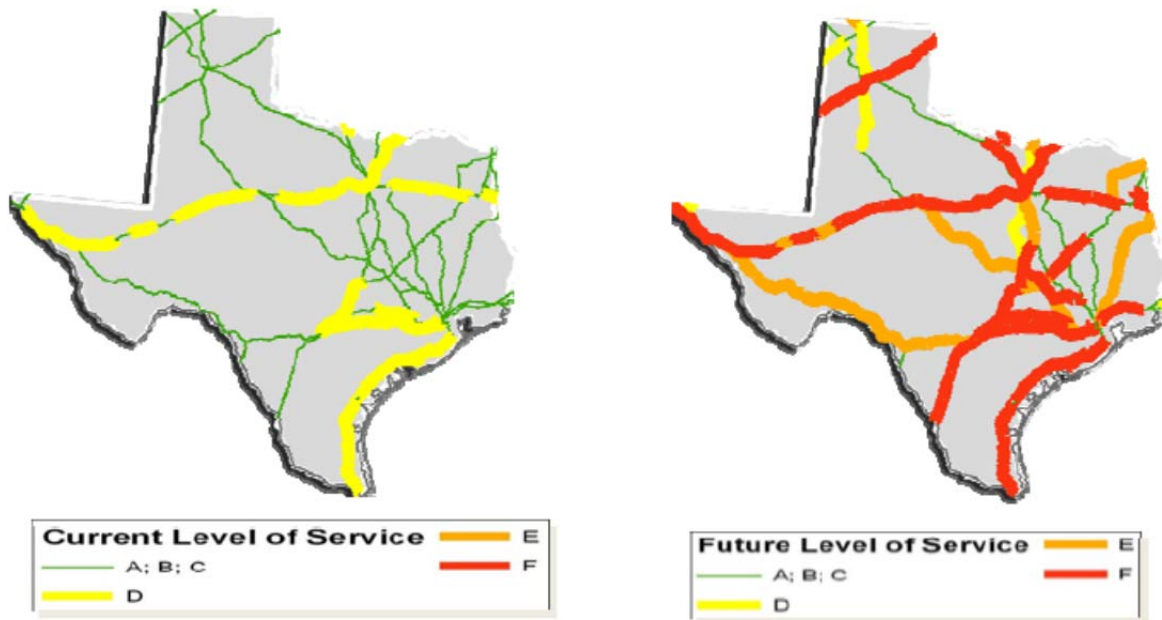 Current Level of Service
E
A; B; C
F
D
Future Level of Service
E
A; B; C
F
D